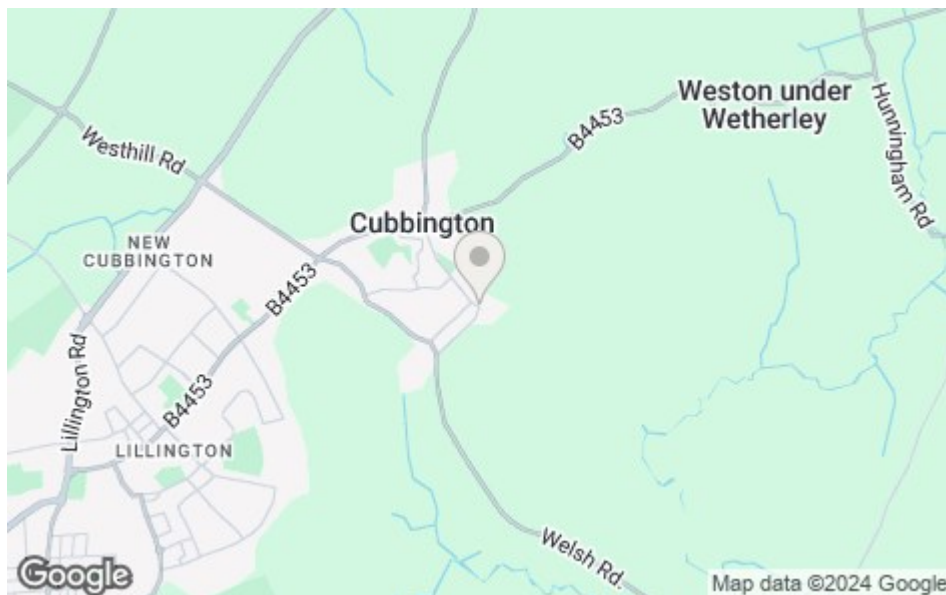 Weston under
Wetherley
B4453
Hunningham Rd
Westhill Rd
Cubbington
NEW
CUBBINGTON
B4453
Lillington Rd
B4453
LILLINGTON
Welsh Rd.
Google
Map data ©2024 Google